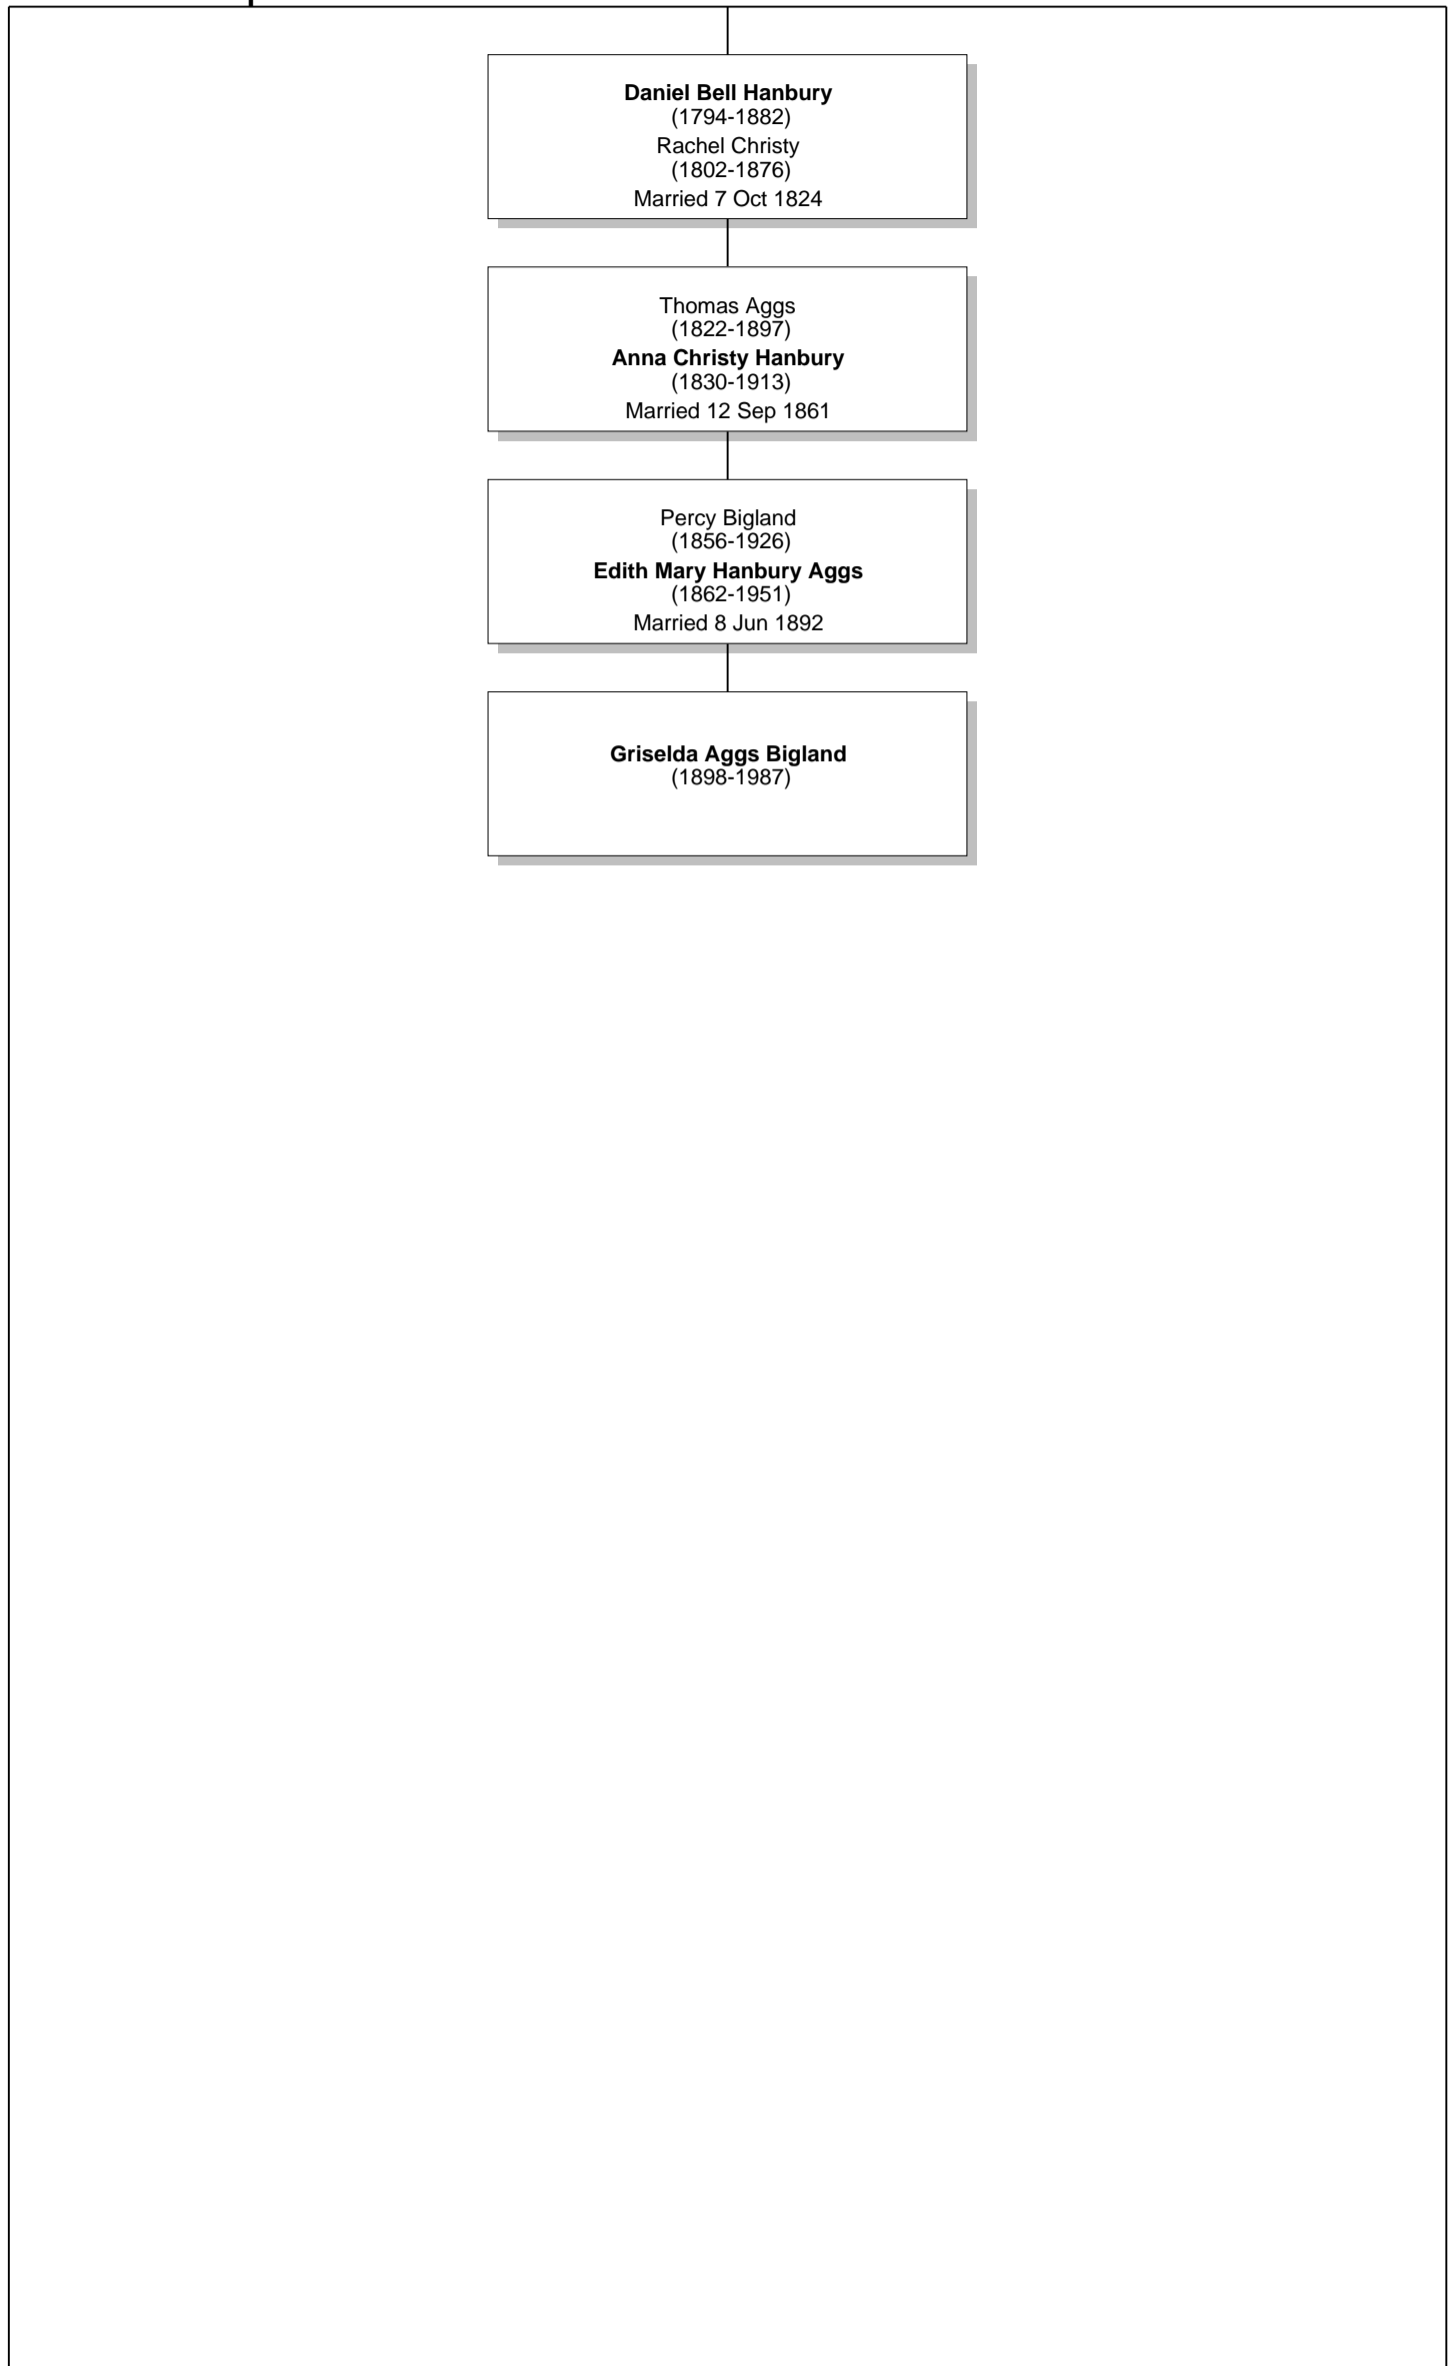 Daniel Bell Hanbury
(1794-1882)
Rachel Christy
(1802-1876)
Married 7 Oct 1824
Thomas Aggs
(1822-1897)
Anna Christy Hanbury
(1830-1913)
Married 12 Sep 1861
Percy Bigland
(1856-1926)
Edith Mary Hanbury Aggs
(1862-1951)
Married 8 Jun 1892
Griselda Aggs Bigland
(1898-1987)